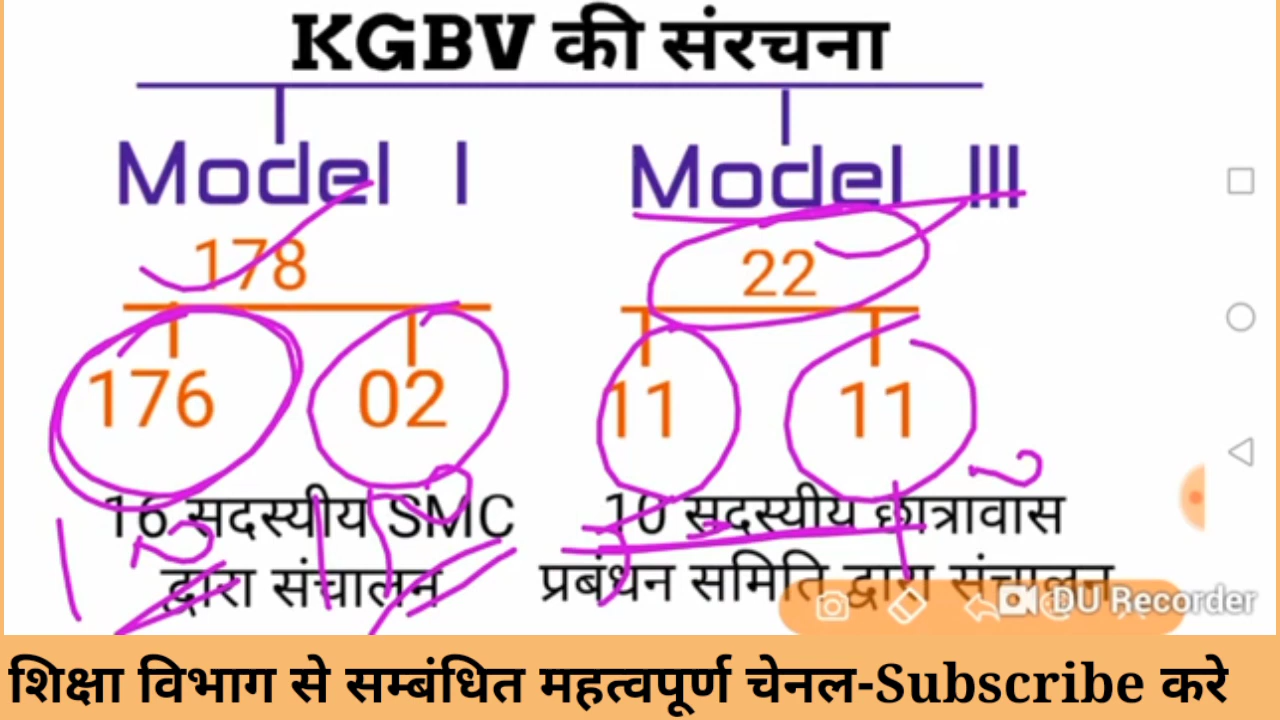 KGBV की संरचना
Model I
Model III
178
22
176
02
11
11
16 सदस्यीय SMC
द्वारा संचालन
10 सदस्यीय छात्रावास
प्रबंधन समिति द्वारा संचालन
DU Recorder
शिक्षा विभाग से सम्बंधित महत्वपूर्ण चेनल-Subscribe करे